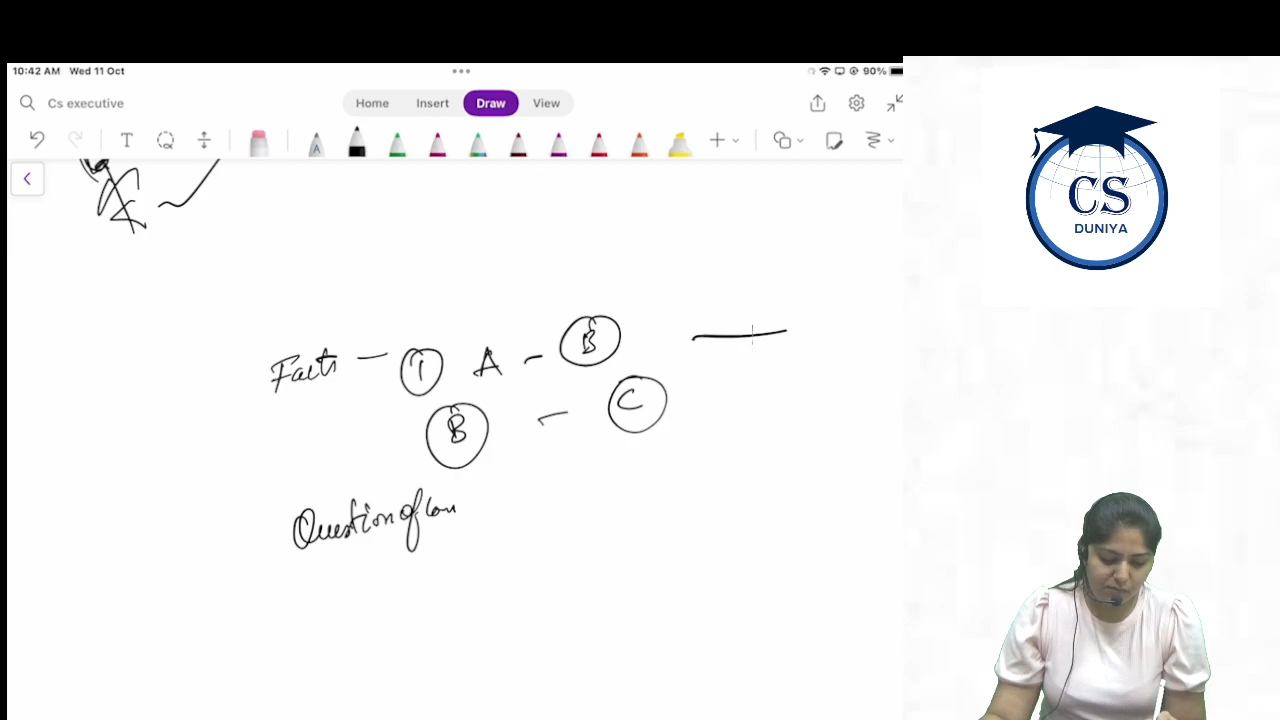 10:42 AM Wed 11 Oct
90%
Cs executive
Home Insert Draw View
CS
DUNIYA
Facts — 1 A - B
B - C
Question of law